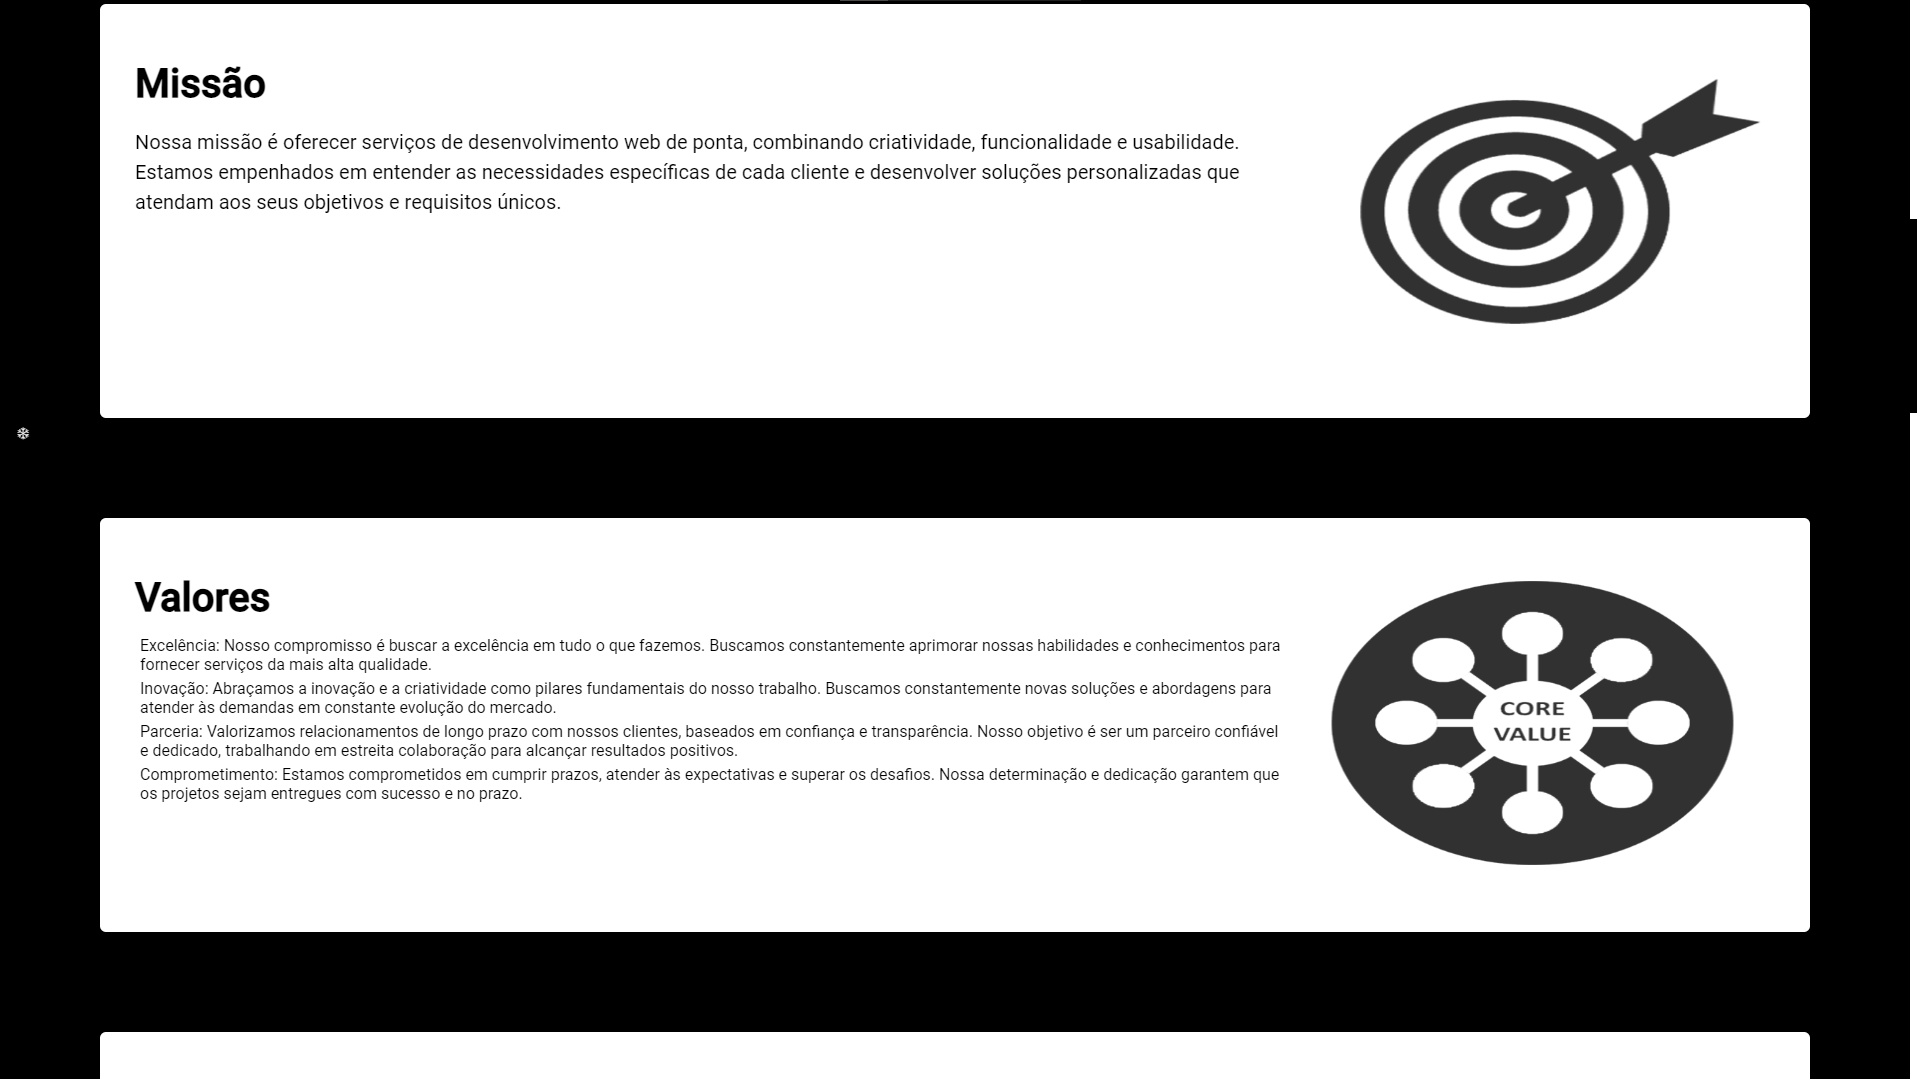 Missão
Nossa missão é oferecer serviços de desenvolvimento web de ponta, combinando criatividade, funcionalidade e usabilidade.
Estamos empenhados em entender as necessidades específicas de cada cliente e desenvolver soluções personalizadas que
atendam aos seus objetivos e requisitos únicos.
Valores
Excelência: Nosso compromisso é buscar a excelência em tudo o que fazemos. Buscamos constantemente aprimorar nossas habilidades e conhecimentos para
fornecer serviços da mais alta qualidade.
Inovação: Abraçamos a inovação e a criatividade como pilares fundamentais do nosso trabalho. Buscamos constantemente novas soluções e abordagens para
atender às demandas em constante evolução do mercado.
Parceria: Valorizamos relacionamentos de longo prazo com nossos clientes, baseados em confiança e transparência. Nosso objetivo é ser um parceiro confiável
e dedicado, trabalhando em estreita colaboração para alcançar resultados positivos.
Comprometimento: Estamos comprometidos em cumprir prazos, atender às expectativas e superar os desafios. Nossa determinação e dedicação garantem que
os projetos sejam entregues com sucesso e no prazo.
CORE
VALUE